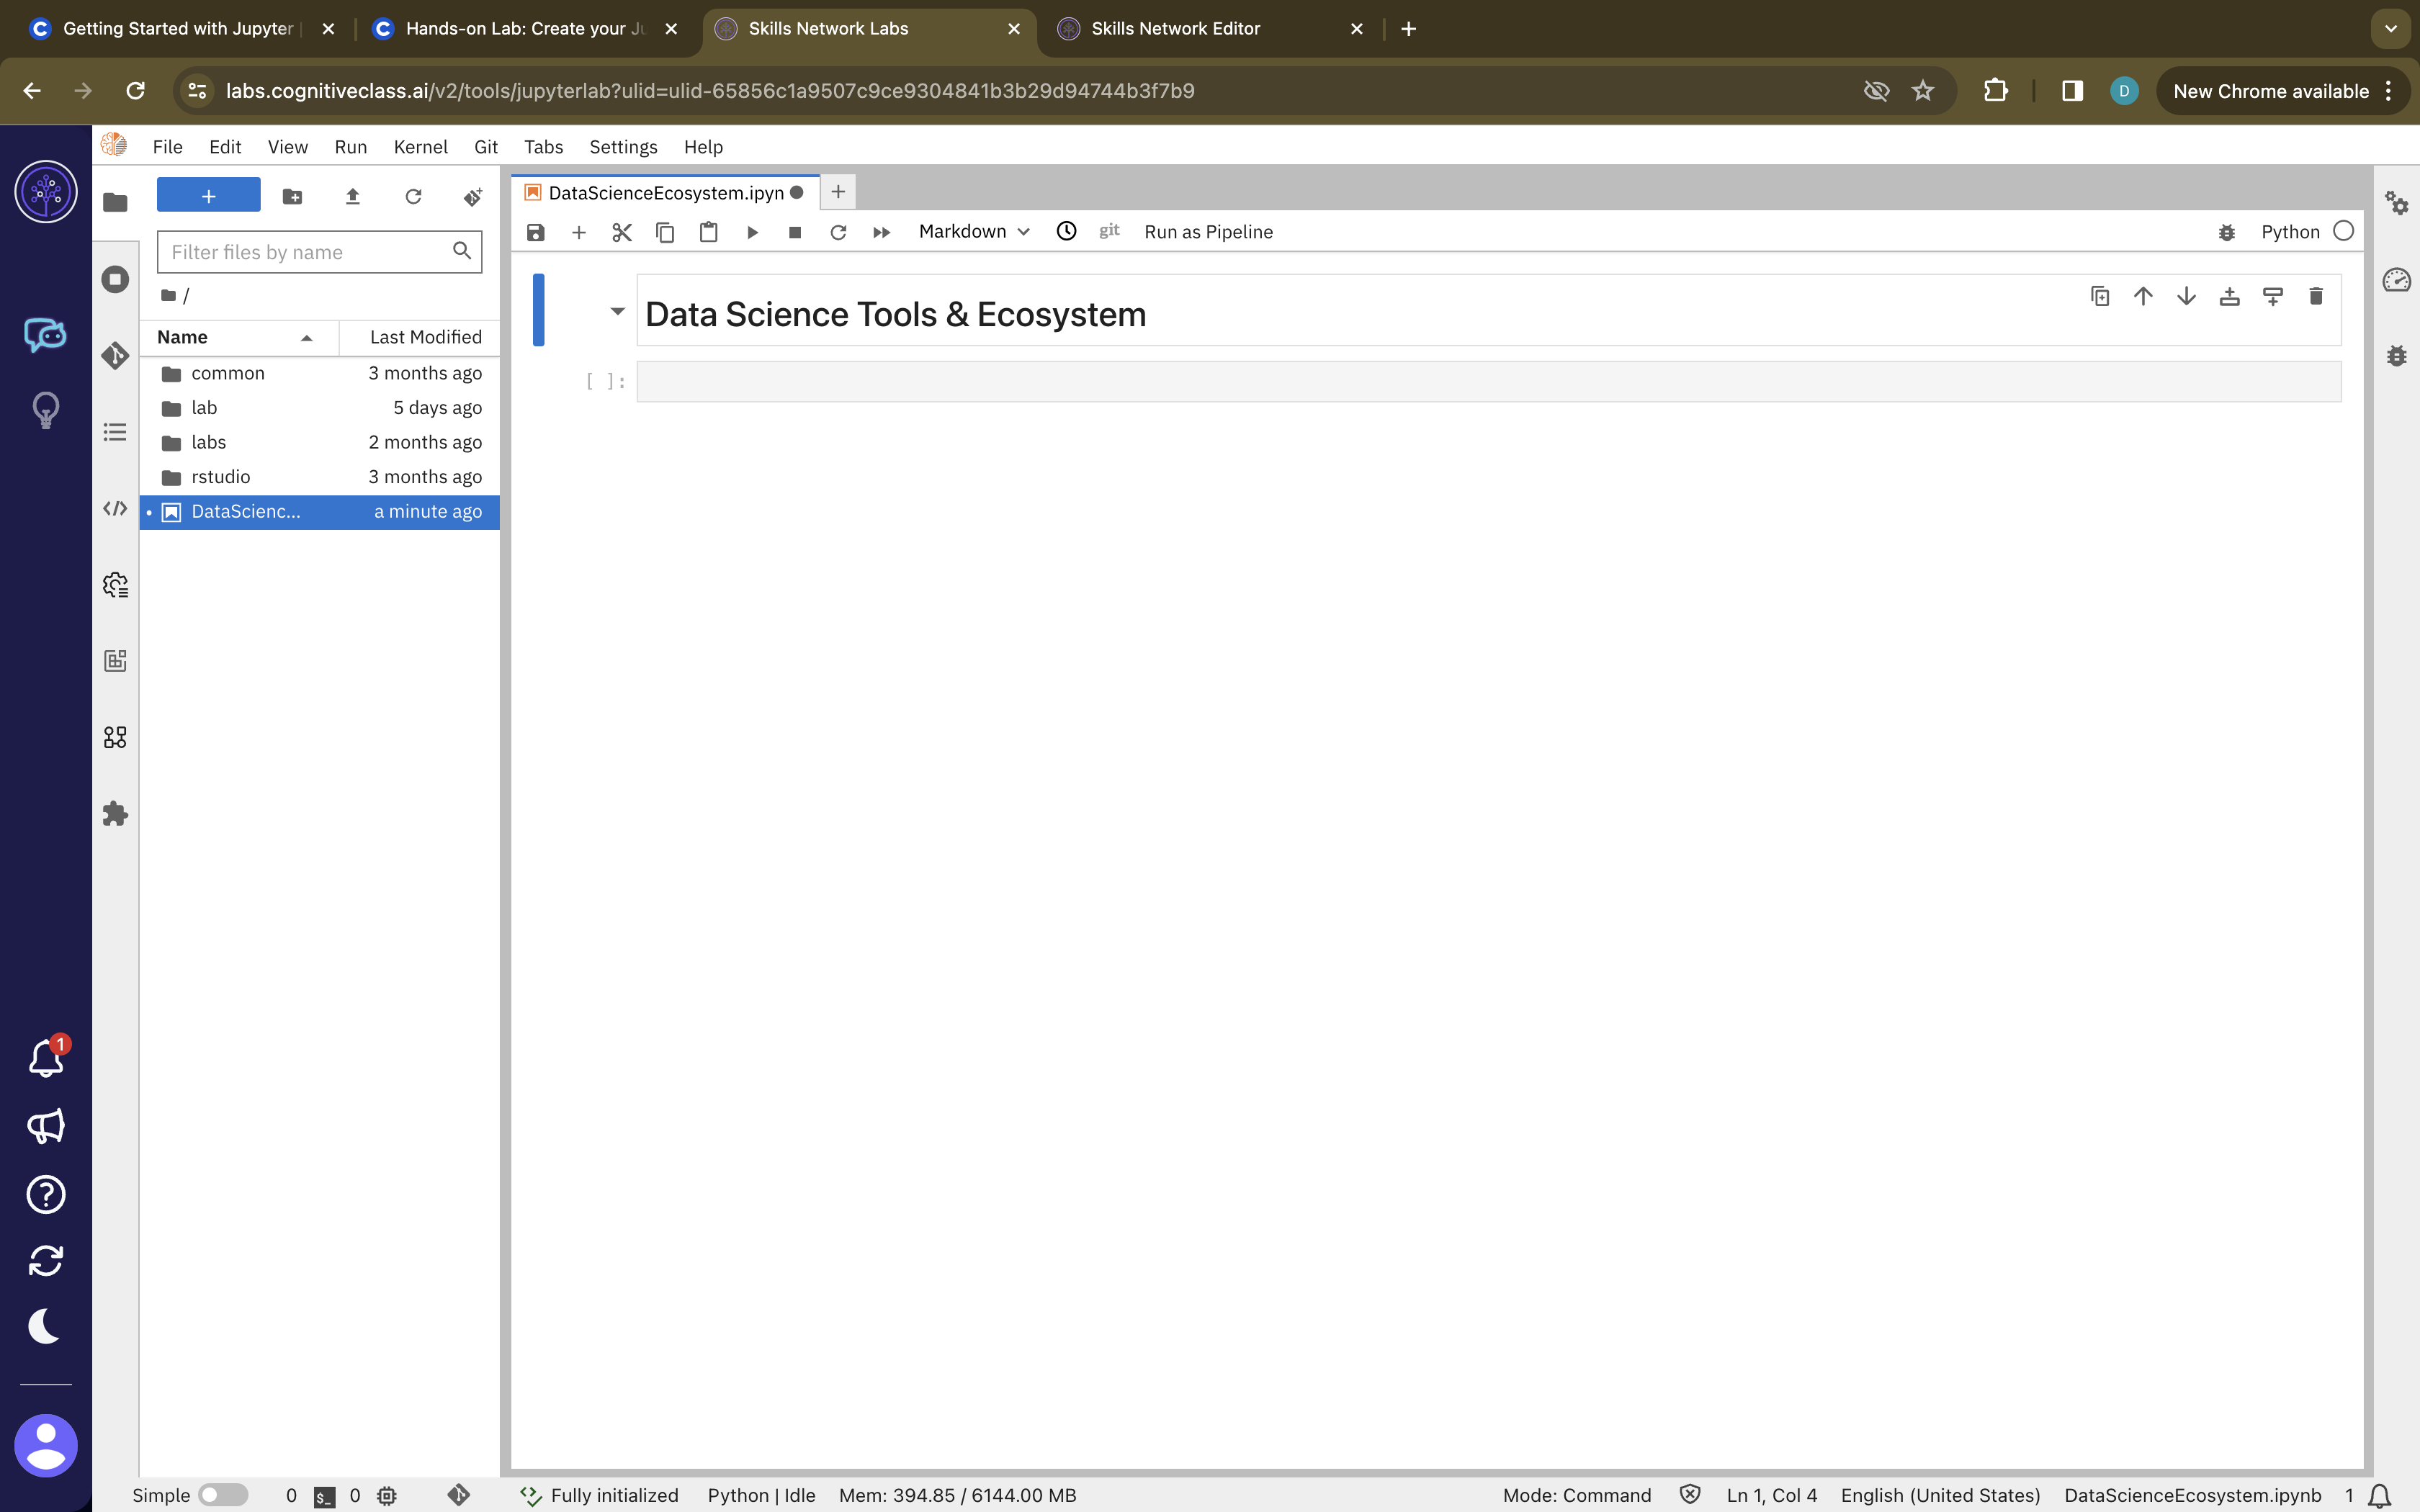 Getting Started with Jupyter
Hands-on Lab: Create your Ju
Skills Network Labs
Skills Network Editor
labs.cognitiveclass.ai/v2/tools/jupyterlab?ulid=ulid-65856c1a9507c9ce9304841b3b29d94744b3f7b9
D
New Chrome available
File Edit View Run Kernel Git Tabs Settings Help
DataScienceEcosystem.ipyn
Markdown
git
Run as Pipeline
Python
Filter files by name
/
Name Last Modified
common 3 months ago
lab 5 days ago
labs 2 months ago
rstudio 3 months ago
DataScienc... a minute ago
Data Science Tools & Ecosystem
[ ]:
1
Simple 0 $_ 0 Fully initialized Python | Idle Mem: 394.85 / 6144.00 MB Mode: Command Ln 1, Col 4 English (United States) DataScienceEcosystem.ipynb 1